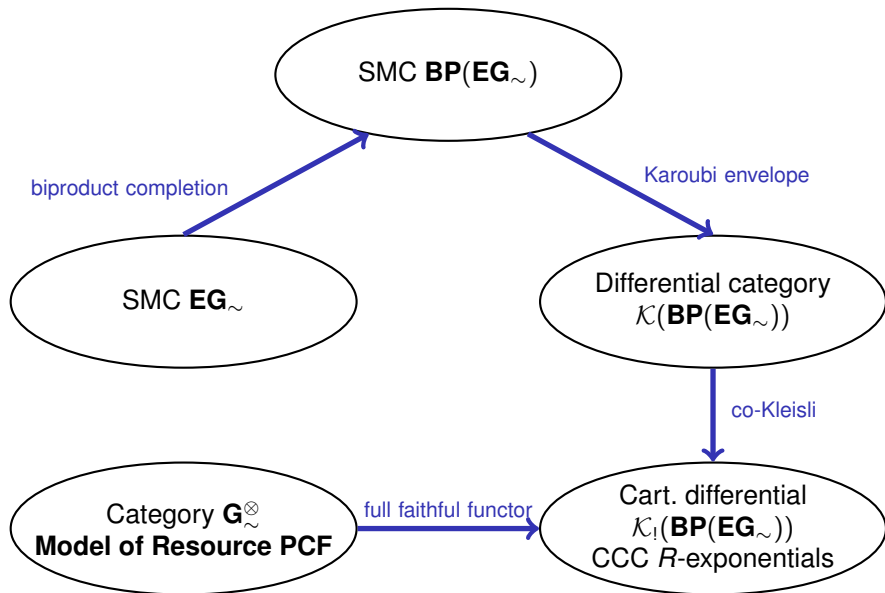 SMC BP(EG∼)
biproduct completion
Karoubi envelope
SMC EG∼
Differential category
𝒦(BP(EG∼))
co-Kleisli
Category G∼⊗
Model of Resource PCF
full faithful functor
Cart. differential
𝒦!(BP(EG∼))
CCC R-exponentials